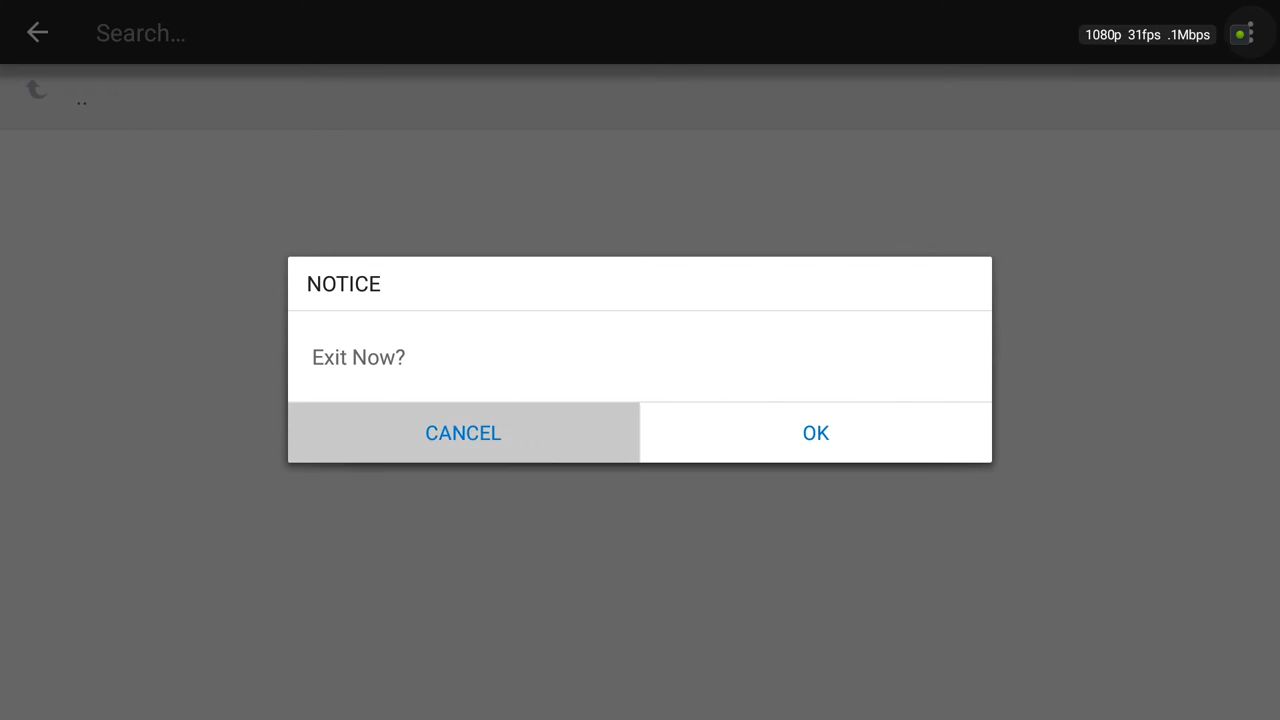 Search...
1080p 31fps .1Mbps
..
NOTICE
Exit Now?
CANCEL
OK